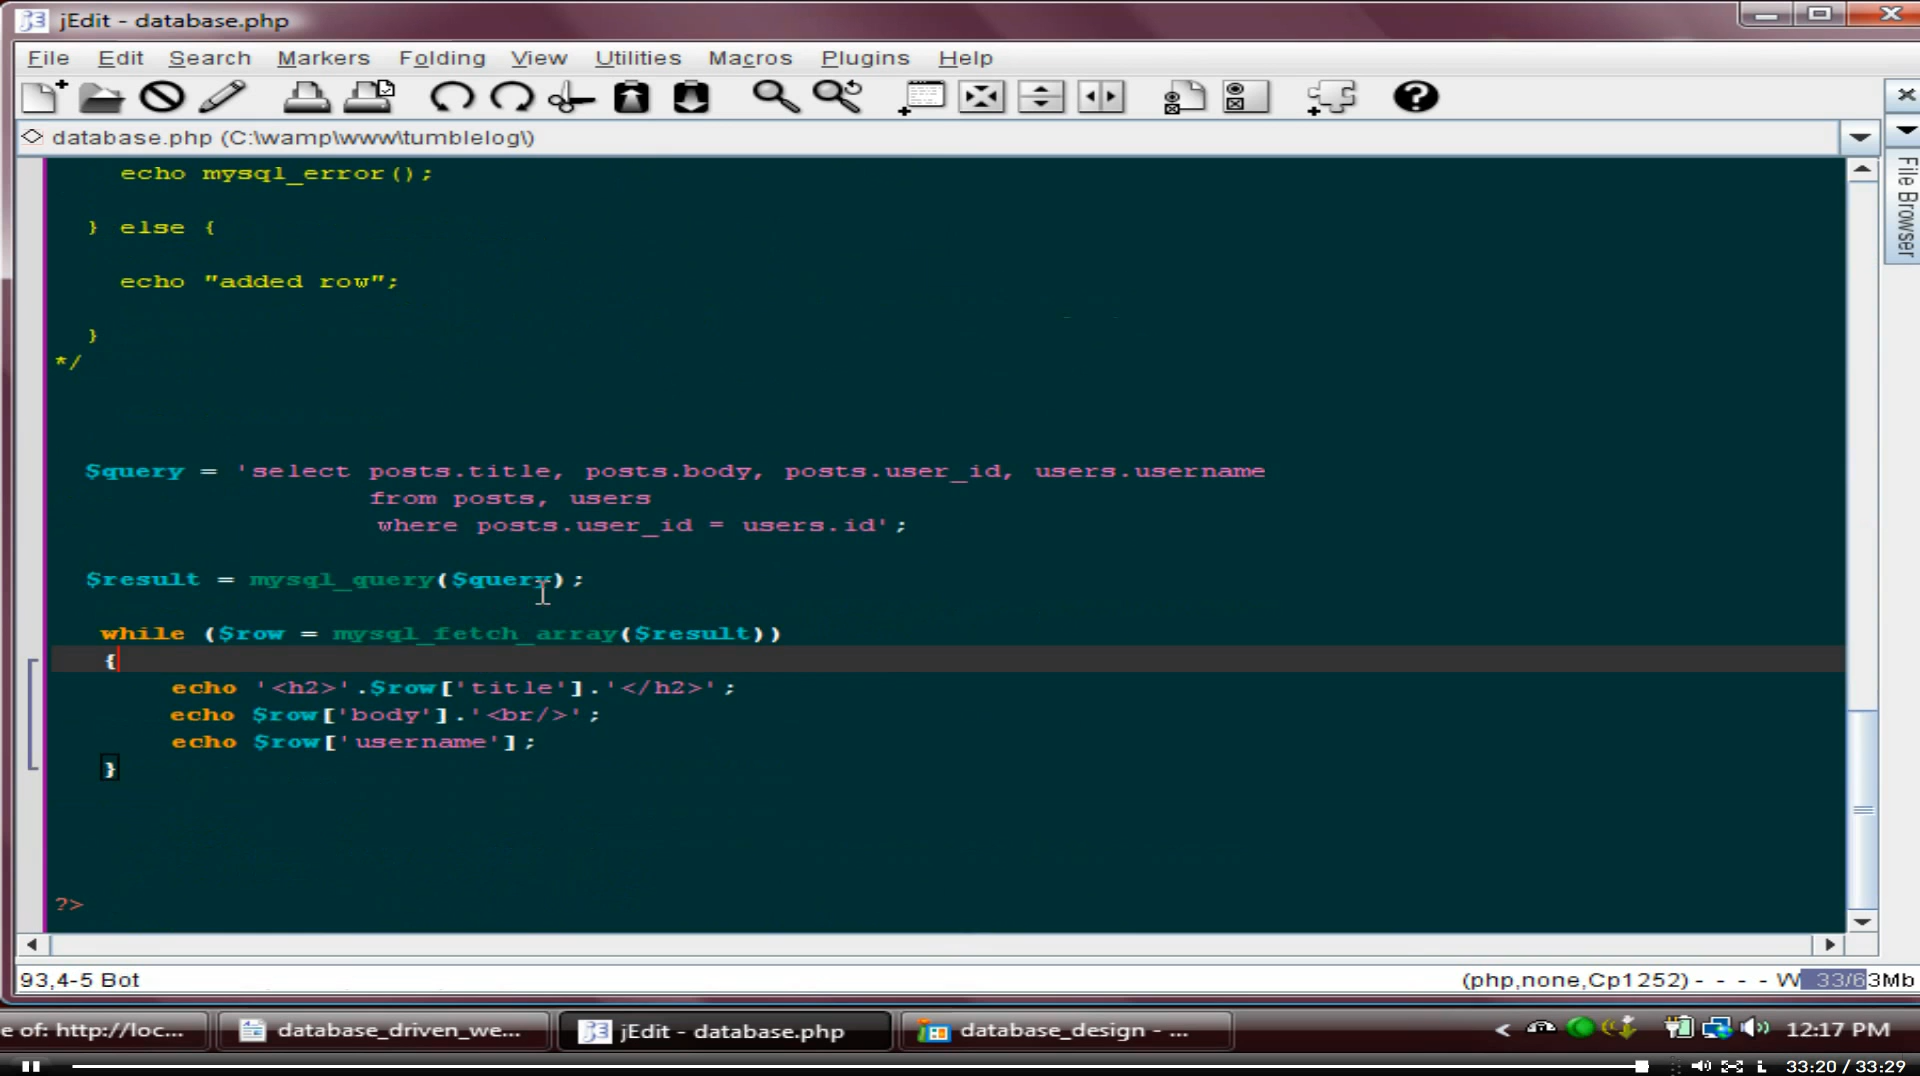 jEdit - database.php
File Edit Search Markers Folding View Utilities Macros Plugins Help
database.php (C:\wamp\www\tumblelog\)
File Browser
echo mysql_error();
} else {
echo "added row";
}
*/
$query = 'select posts.title, posts.body, posts.user_id, users.username
from posts, users
where posts.user_id = users.id';
$result = mysql_query($query);
while ($row = mysql_fetch_array($result))
{
echo '<h2>'.$row['title'].'</h2>';
echo $row['body'].'<br/>';
echo $row['username'];
}
?>
93,4-5 Bot
(php,none,Cp1252)- - - - W 33/63Mb
e of: http://loc...
database_driven_we...
jEdit - database.php
database_design - ...
12:17 PM
33:20 / 33:29